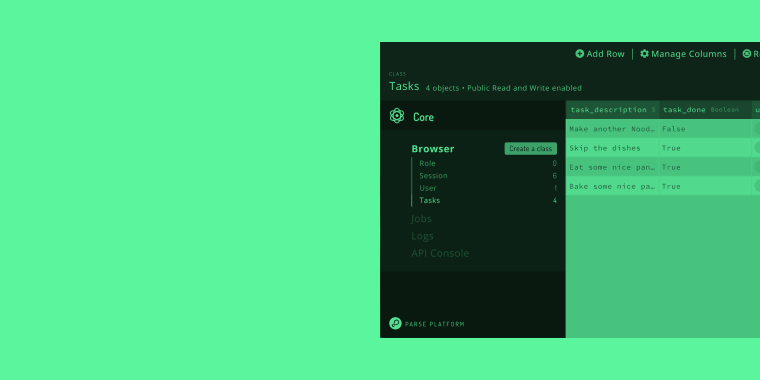 Add Row | Manage Columns |
CLASS
Tasks 4 objects • Public Read and Write enabled
Core
task_description task_done Boolean
Make another Nood… False
Skip the dishes True
Eat some nice pan… True
Bake some nice pa… True
Browser Create a class
Role 0
Session 6
User 1
Tasks 4
Jobs
Logs
API Console
PARSE PLATFORM